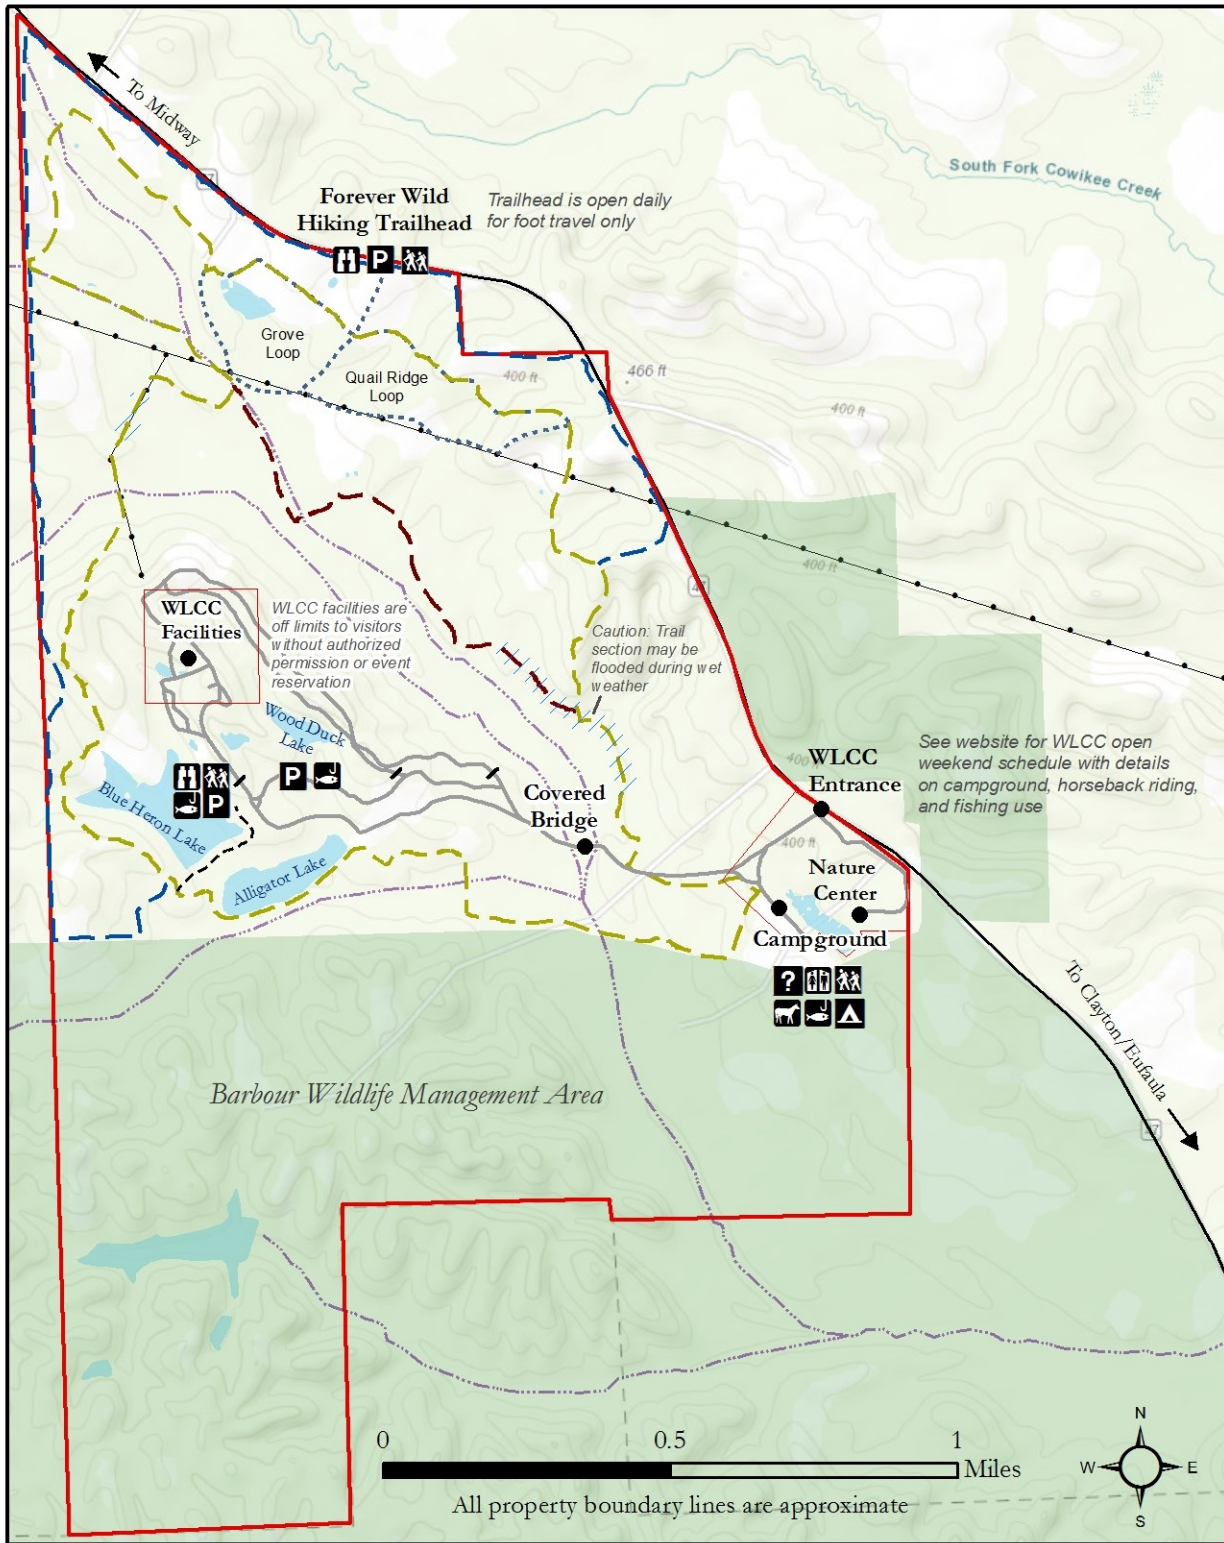 To Midway
South Fork Cowikee Creek
47
Forever Wild
Hiking Trailhead
Trailhead is open daily
for foot travel only
P
Grove
Loop
Quail Ridge
Loop
400 ft
466 ft
400 ft
400 ft
47
WLCC
Facilities
WLCC facilities are
off limits to visitors
without authorized
permission or event
reservation
Caution: Trail
section may be
flooded during wet
weather
Wood Duck
Lake
P
Blue Heron Lake
P
Alligator Lake
Covered
Bridge
400
WLCC
Entrance
See website for WLCC open
weekend schedule with details
on campground, horseback riding,
and fishing use
400 ft
Nature
Center
Campground
?
To Clayton/Eufaula
47
Barbour Wildlife Management Area
0 0.5 1
Miles
All property boundary lines are approximate
N
W E
S